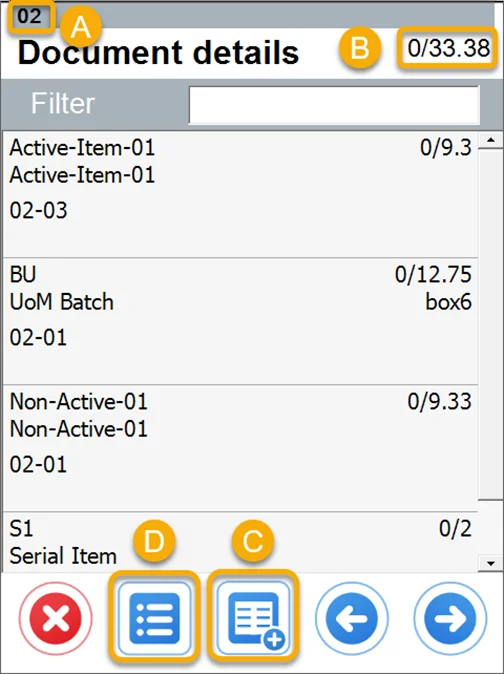 02
A
Document details
B
0/33.38
Filter
Active-Item-01 0/9.3
Active-Item-01
02-03
BU 0/12.75
UoM Batch box6
02-01
Non-Active-01 0/9.33
Non-Active-01
02-01
S1 0/2
Serial Item
D
C